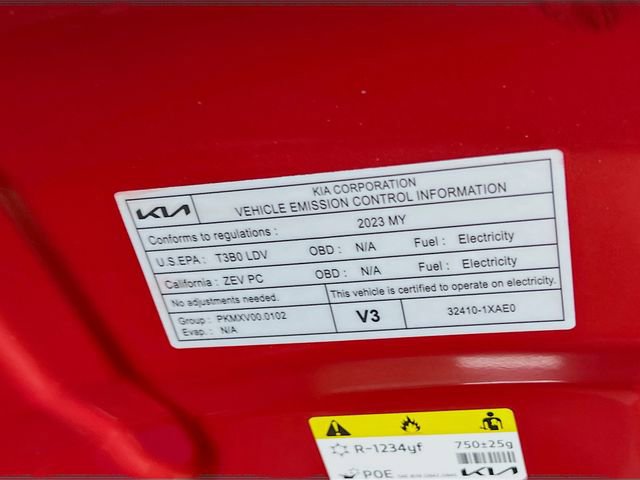 KIA
KIA CORPORATION
VEHICLE EMISSION CONTROL INFORMATION
Conforms to regulations : 2023 MY
U.S.EPA : T3B0 LDV OBD : N/A Fuel : Electricity
California : ZEV PC OBD : N/A Fuel : Electricity
No adjustments needed. This vehicle is certified to operate on electricity.
Group : PKMXV00.0102
Evap : N/A
V3 32410-1XAE0
R-1234yf 750±25g
POE
KIA